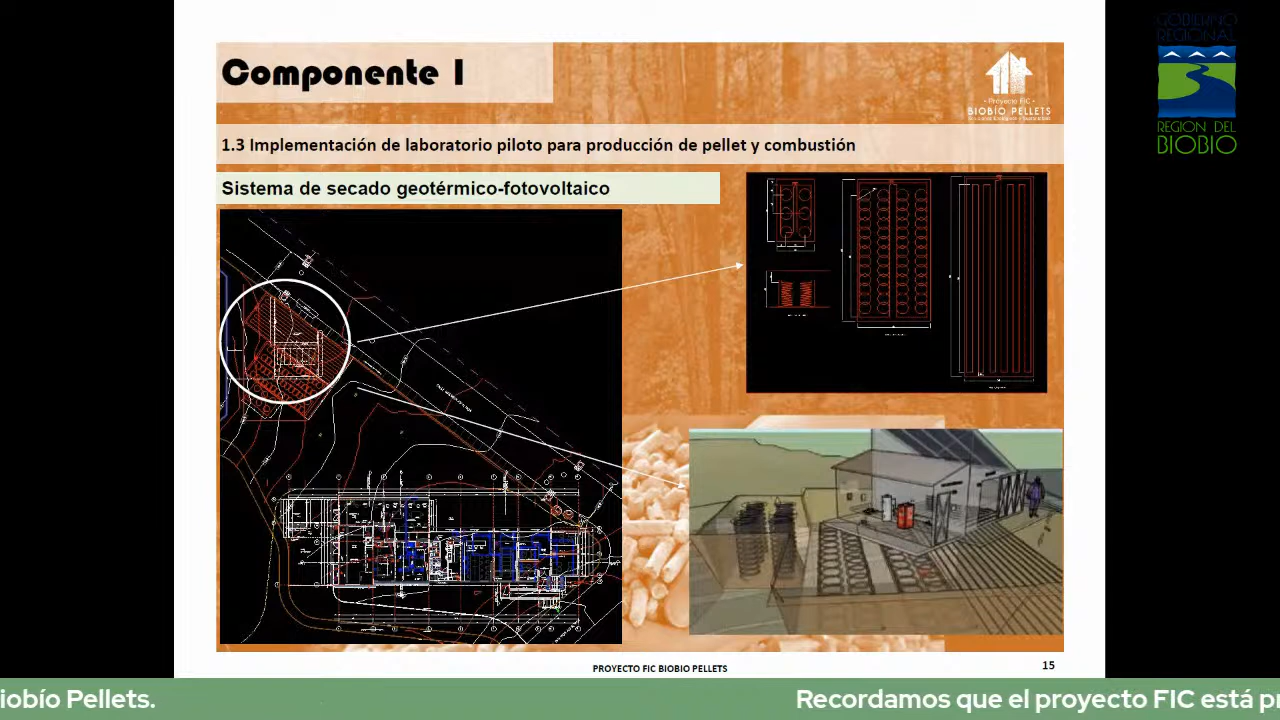 Componente 1
• Proyecto FIC •
BIOBÍO PELLETS
GOBIERNO
REGIONAL
REGION DEL
BIOBIO
1.3 Implementación de laboratorio piloto para producción de pellet y combustión
Sistema de secado geotérmico-fotovoltaico
PROYECTO FIC BIOBIO PELLETS
15
iobío Pellets.
Recordamos que el proyecto FIC está pr